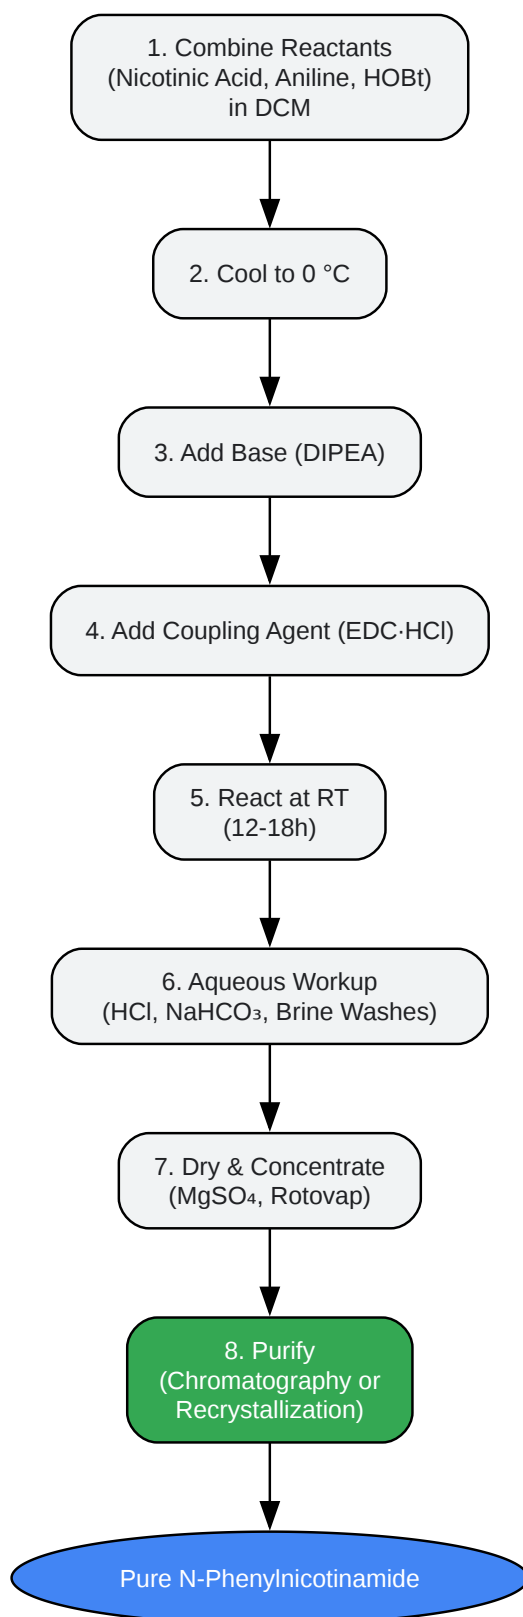 1. Combine Reactants
(Nicotinic Acid, Aniline, HOBt)
in DCM
2. Cool to 0 °C
3. Add Base (DIPEA)
4. Add Coupling Agent (EDC·HCl)
5. React at RT
(12-18h)
6. Aqueous Workup
(HCl, NaHCO₃, Brine Washes)
7. Dry & Concentrate
(MgSO₄, Rotovap)
8. Purify
(Chromatography or
Recrystallization)
Pure N-Phenylnicotinamide